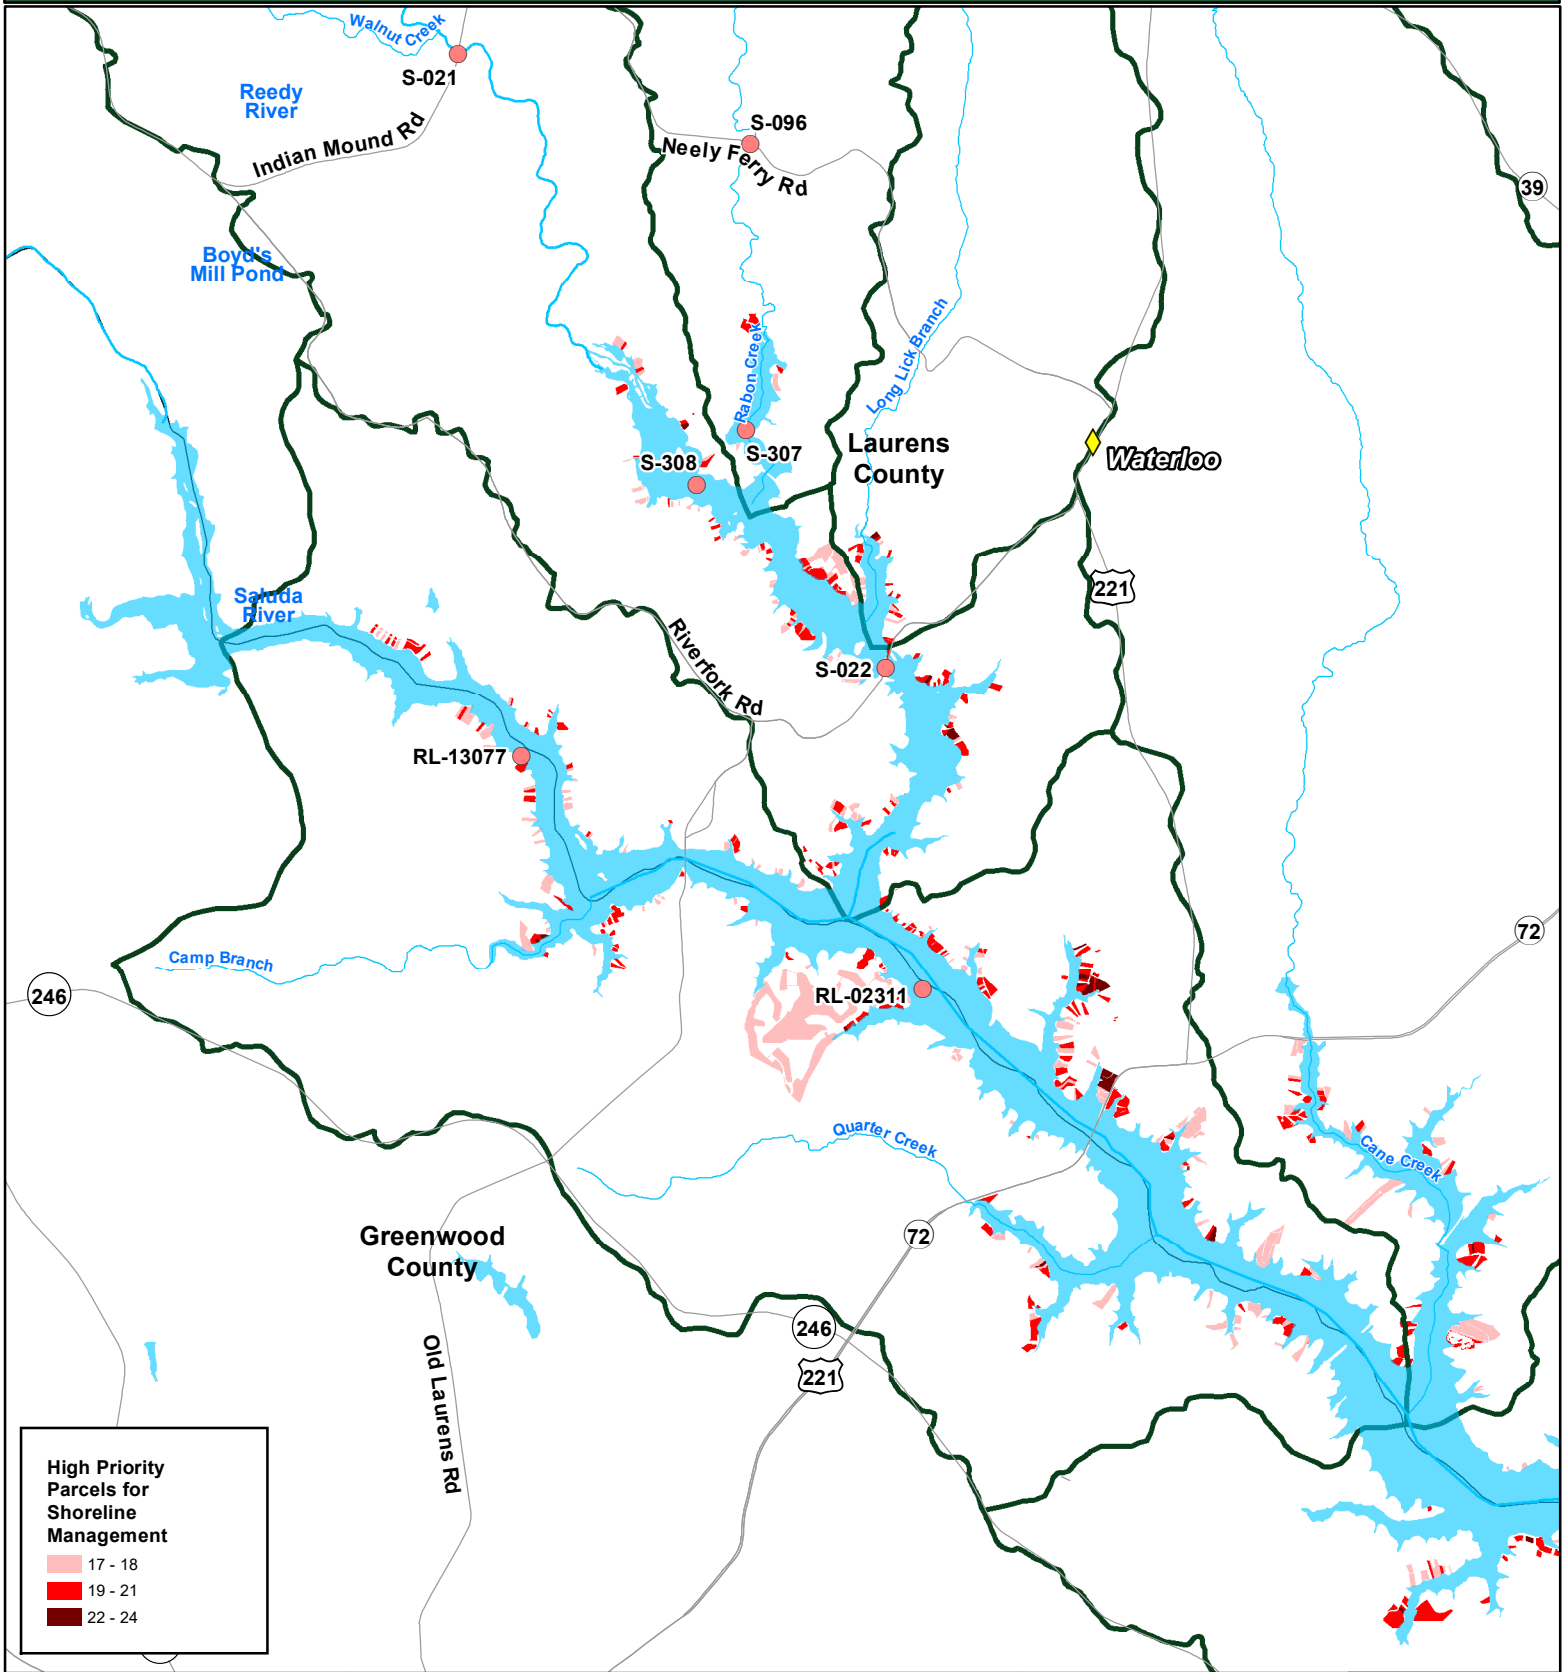 Walnut Creek
S-021
Reedy
River
Indian Mound Rd
S-096
Neely Ferry Rd
39
Boyd's
Mill Pond
Rabon Creek
Long Lick Branch
Laurens
County
Waterloo
S-307
S-308
221
Saluda
River
Riverfork Rd
S-022
RL-13077
72
Camp Branch
246
RL-02311
Quarter Creek
Cane Creek
Greenwood
County
72
246
221
Old Laurens Rd
High Priority
Parcels for
Shoreline
Management
17 - 18
19 - 21
22 - 24